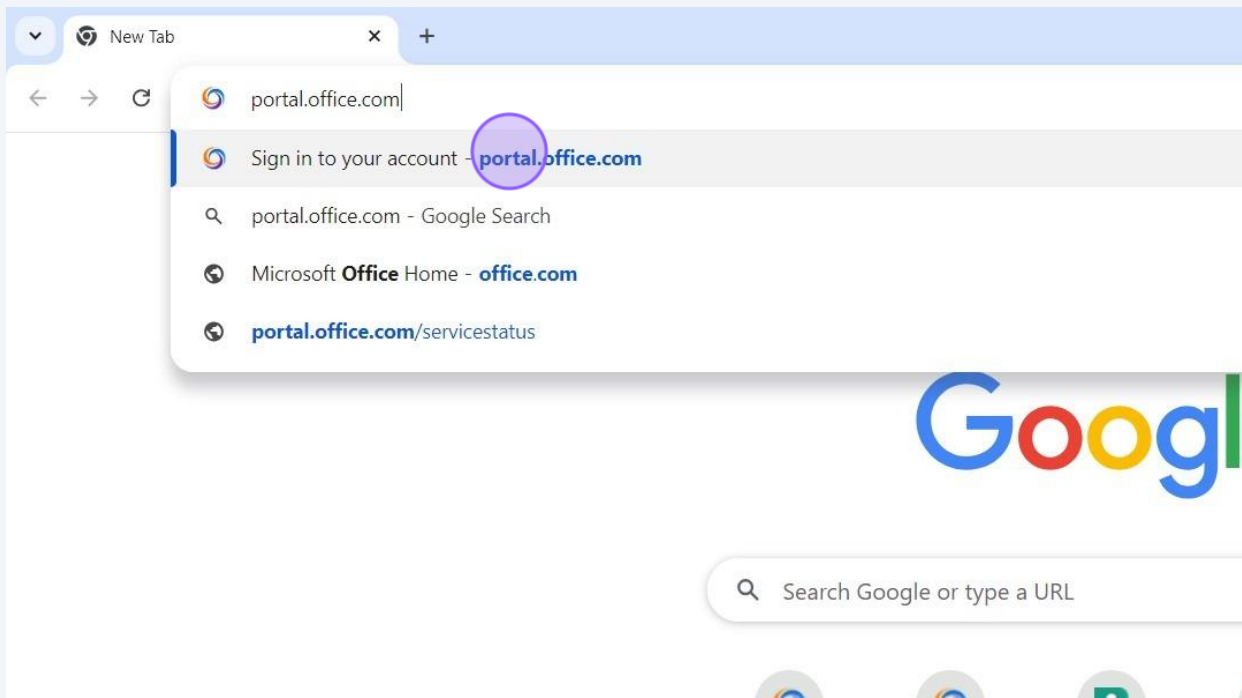 New Tab
portal.office.com
Sign in to your account - portal.office.com
portal.office.com - Google Search
Microsoft Office Home - office.com
portal.office.com/servicestatus
Googl
Search Google or type a URL